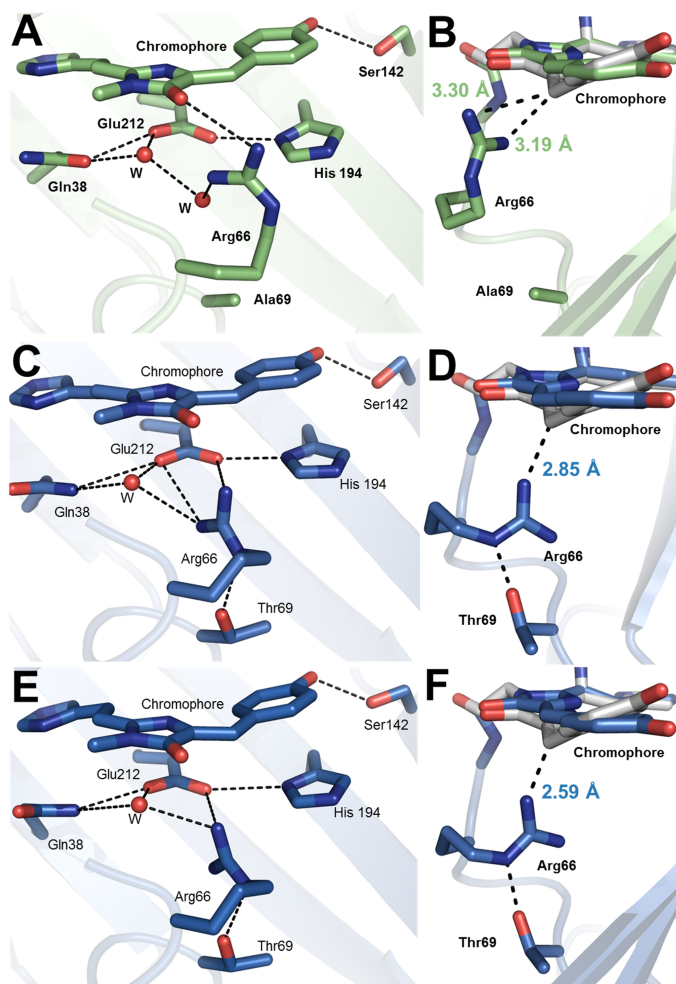 A
Chromophore
Ser142
Glu212
W
Gln38
W
His 194
Arg66
Ala69
B
3.30 Å
Chromophore
3.19 Å
Arg66
Ala69
C
Chromophore
Ser142
Glu212
W
Gln38
His 194
Arg66
Thr69
D
Chromophore
2.85 Å
Arg66
Thr69
E
Chromophore
Ser142
Glu212
W
Gln38
His 194
Arg66
Thr69
F
Chromophore
2.59 Å
Arg66
Thr69